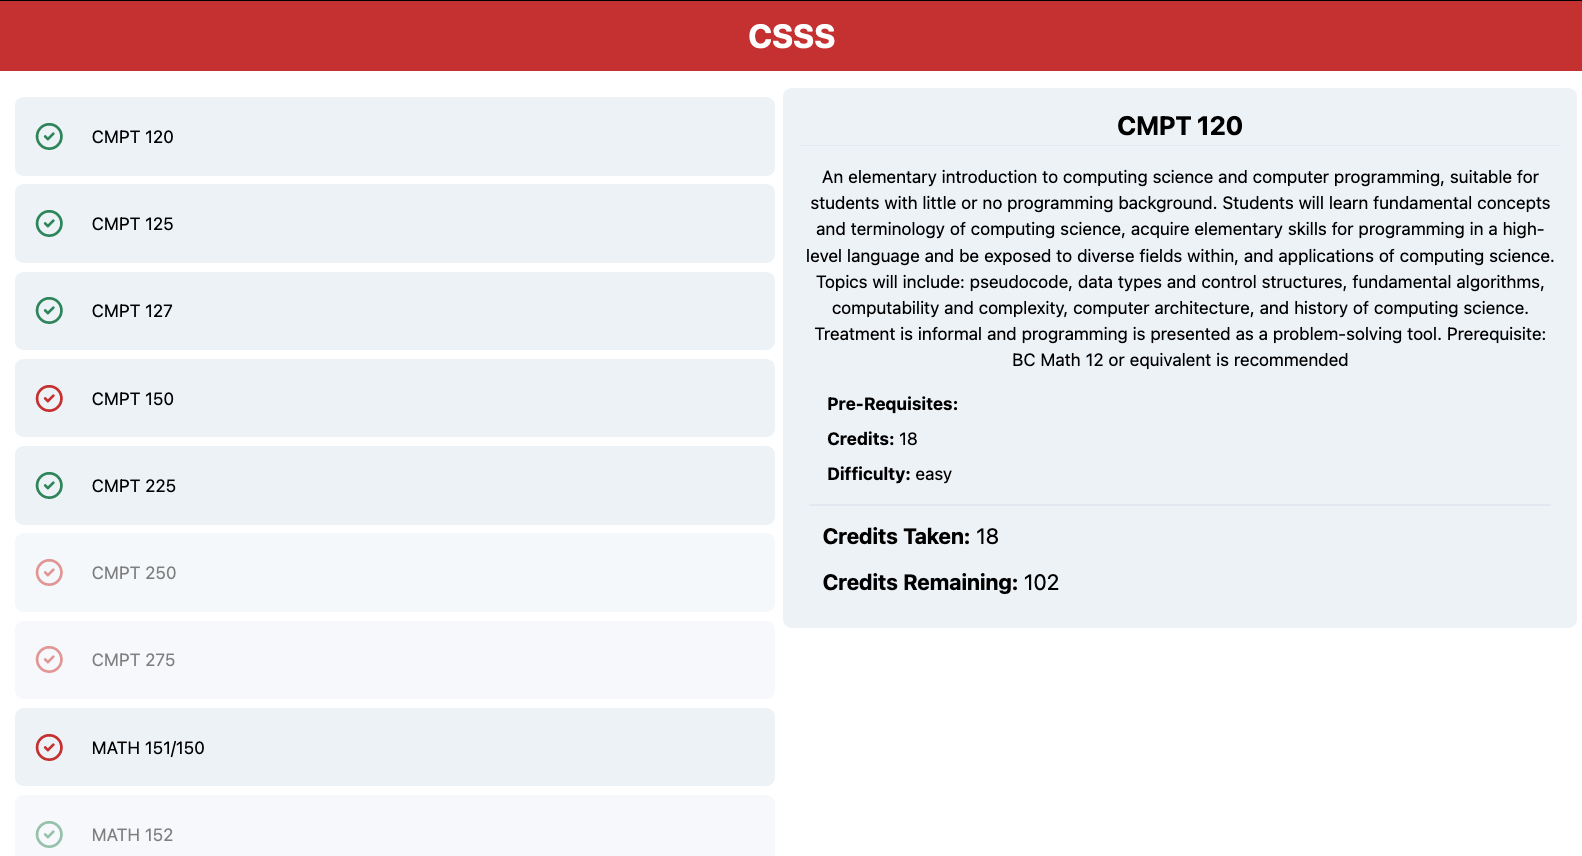 CSSS
CMPT 120
CMPT 125
CMPT 127
CMPT 150
CMPT 225
CMPT 250
CMPT 275
MATH 151/150
MATH 152
CMPT 120
An elementary introduction to computing science and computer programming, suitable for
students with little or no programming background. Students will learn fundamental concepts
and terminology of computing science, acquire elementary skills for programming in a high-
level language and be exposed to diverse fields within, and applications of computing science.
Topics will include: pseudocode, data types and control structures, fundamental algorithms,
computability and complexity, computer architecture, and history of computing science.
Treatment is informal and programming is presented as a problem-solving tool. Prerequisite:
BC Math 12 or equivalent is recommended
Pre-Requisites:
Credits: 18
Difficulty: easy
Credits Taken: 18
Credits Remaining: 102